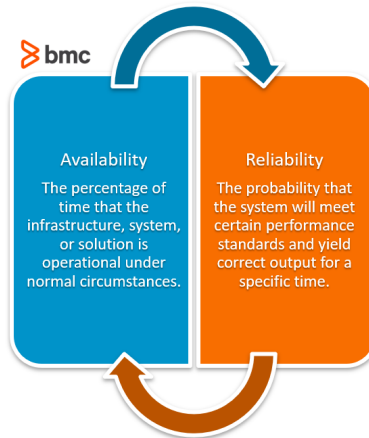 bmc
Availability
The percentage of
time that the
infrastructure, system,
or solution is
operational under
normal circumstances.
Reliability
The probability that
the system will meet
certain performance
standards and yield
correct output for a
specific time.